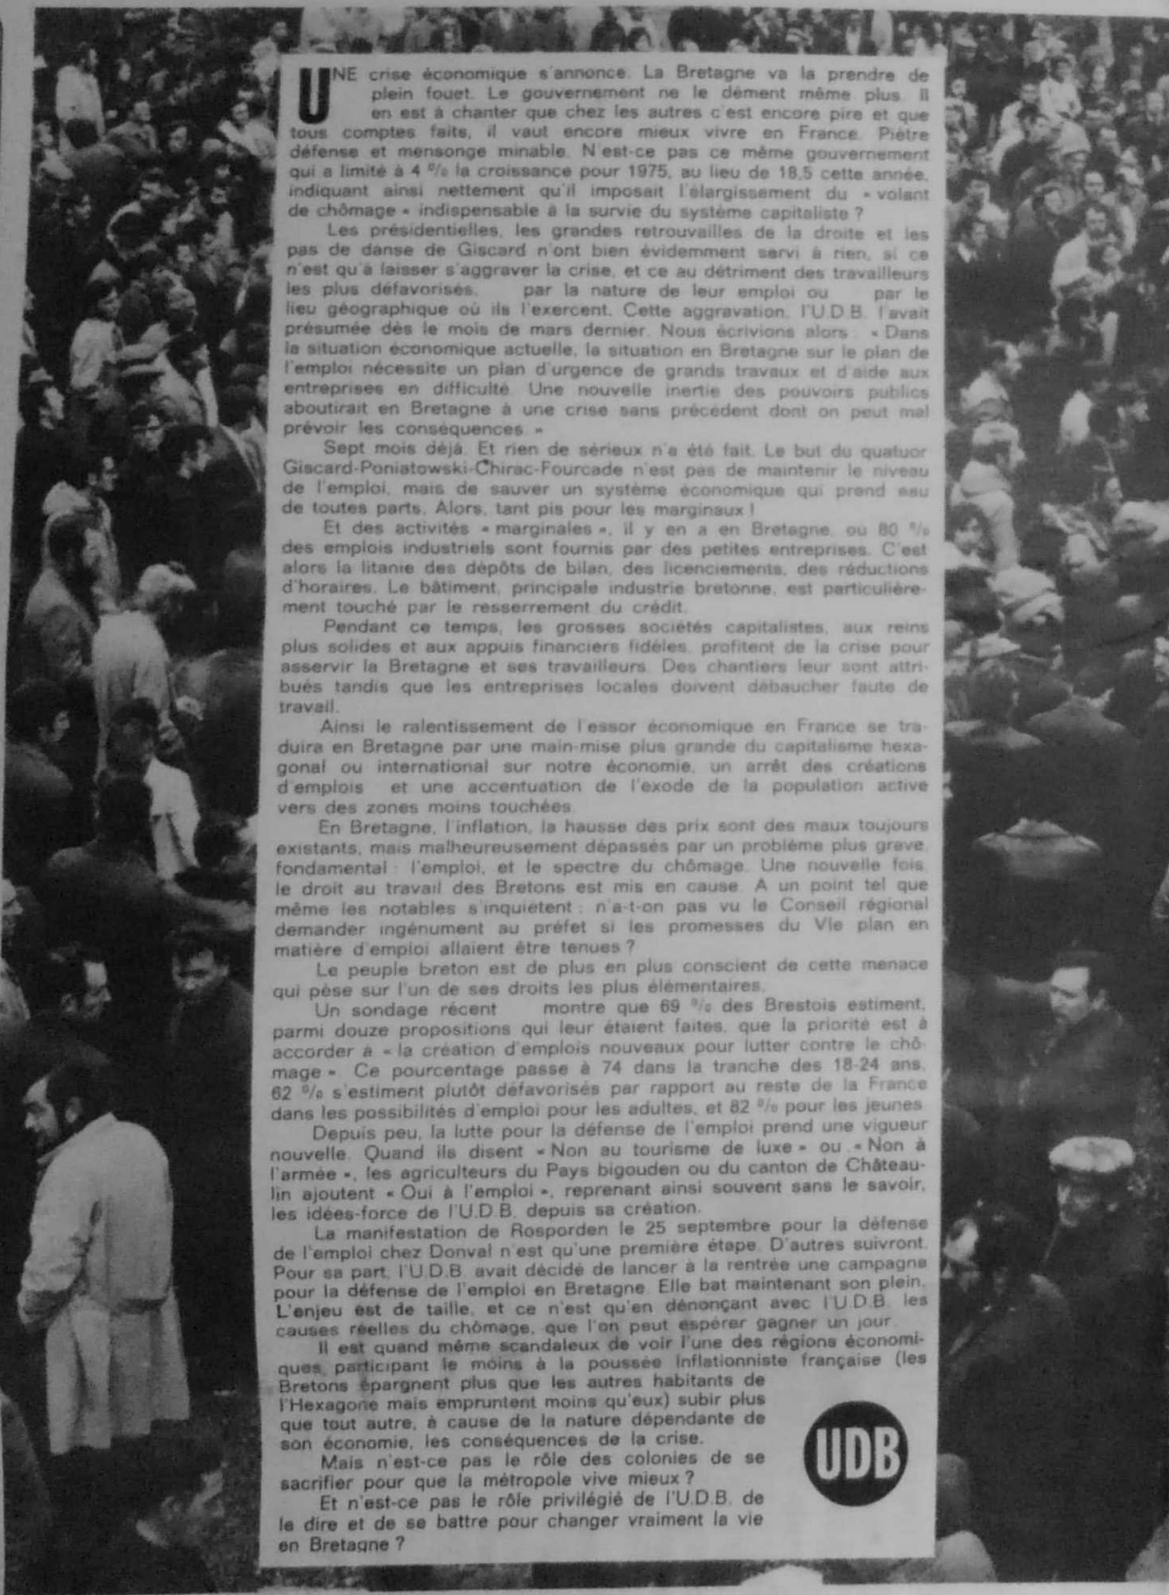 UNE crise économique s'annonce. La Bretagne va la prendre de
plein fouet. Le gouvernement ne le dément même plus. Il
en est à chanter que chez les autres c'est encore pire et que
tous comptes faits, il vaut encore mieux vivre en France. Piètre
défense et mensonge minable. N'est-ce pas ce même gouvernement
qui a limité à 4 % la croissance pour 1975, au lieu de 18,5 cette année,
indiquant ainsi nettement qu'il imposait l'élargissement du « volant
de chômage » indispensable à la survie du système capitaliste ?
Les présidentielles, les grandes retrouvailles de la droite et les
pas de danse de Giscard n'ont bien évidemment servi à rien, si ce
n'est qu'à laisser s'aggraver la crise, et ce au détriment des travailleurs
les plus défavorisés, par la nature de leur emploi ou par le
lieu géographique où ils l'exercent. Cette aggravation, l'U.D.B. l'avait
présumée dès le mois de mars dernier. Nous écrivions alors : « Dans
la situation économique actuelle, la situation en Bretagne sur le plan de
l'emploi nécessite un plan d'urgence de grands travaux et d'aide aux
entreprises en difficulté. Une nouvelle inertie des pouvoirs publics
aboutirait en Bretagne à une crise sans précédent dont on peut mal
prévoir les conséquences. »
Sept mois déjà. Et rien de sérieux n'a été fait. Le but du quatuor
Giscard-Poniatowski-Chirac-Fourcade n'est pas de maintenir le niveau
de l'emploi, mais de sauver un système économique qui prend eau
de toutes parts. Alors, tant pis pour les marginaux !
Et des activités « marginales », il y en a en Bretagne, ou 80 %
des emplois industriels sont fournis par des petites entreprises. C'est
alors la litanie des dépôts de bilan, des licenciements, des réductions
d'horaires. Le bâtiment, principale industrie bretonne, est particulière-
ment touché par le resserrement du crédit.
Pendant ce temps, les grosses sociétés capitalistes, aux reins
plus solides et aux appuis financiers fidèles, profitent de la crise pour
asservir la Bretagne et ses travailleurs. Des chantiers leur sont attri-
bués tandis que les entreprises locales doivent débaucher faute de
travail.
Ainsi le ralentissement de l'essor économique en France se tra-
duira en Bretagne par une main-mise plus grande du capitalisme hexa-
gonal ou international sur notre économie, un arrêt des créations
d'emplois et une accentuation de l'exode de la population active
vers des zones moins touchées.
En Bretagne, l'inflation, la hausse des prix sont des maux toujours
existants, mais malheureusement dépassés par un problème plus grave,
fondamental : l'emploi, et le spectre du chômage. Une nouvelle fois,
le droit au travail des Bretons est mis en cause. A un point tel que
même les notables s'inquiètent : n'a-t-on pas vu le Conseil régional
demander ingénument au préfet si les promesses du VIe plan en
matière d'emploi allaient être tenues ?
Le peuple breton est de plus en plus conscient de cette menace
qui pèse sur l'un de ses droits les plus élémentaires.
Un sondage récent montre que 69 % des Brestois estiment,
parmi douze propositions qui leur étaient faites, que la priorité est à
accorder à « la création d'emplois nouveaux pour lutter contre le chô-
mage ». Ce pourcentage passe à 74 dans la tranche des 18-24 ans.
62 % s'estiment plutôt défavorisés par rapport au reste de la France
dans les possibilités d'emploi pour les adultes, et 82 % pour les jeunes.
Depuis peu, la lutte pour la défense de l'emploi prend une vigueur
nouvelle. Quand ils disent « Non au tourisme de luxe » ou « Non à
l'armée », les agriculteurs du Pays bigouden ou du canton de Château-
lin ajoutent « Oui à l'emploi », reprenant ainsi souvent sans le savoir,
les idées-force de l'U.D.B. depuis sa création.
La manifestation de Rosporden le 25 septembre pour la défense
de l'emploi chez Donval n'est qu'une première étape. D'autres suivront.
Pour sa part, l'U.D.B. avait décidé de lancer à la rentrée une campagne
pour la défense de l'emploi en Bretagne. Elle bat maintenant son plein.
L'enjeu est de taille, et ce n'est qu'en dénonçant avec l'U.D.B. les
causes réelles du chômage, que l'on peut espérer gagner un jour.
Il est quand même scandaleux de voir l'une des régions économi-
ques participant le moins à la poussée inflationniste française (les
Bretons épargnent plus que les autres habitants de
l'Hexagone mais empruntent moins qu'eux) subir plus
que tout autre, à cause de la nature dépendante de
son économie, les conséquences de la crise.
Mais n'est-ce pas le rôle des colonies de se
sacrifier pour que la métropole vive mieux ?
Et n'est-ce pas le rôle privilégié de l'U.D.B. de
le dire et de se battre pour changer vraiment la vie
en Bretagne ?
UDB